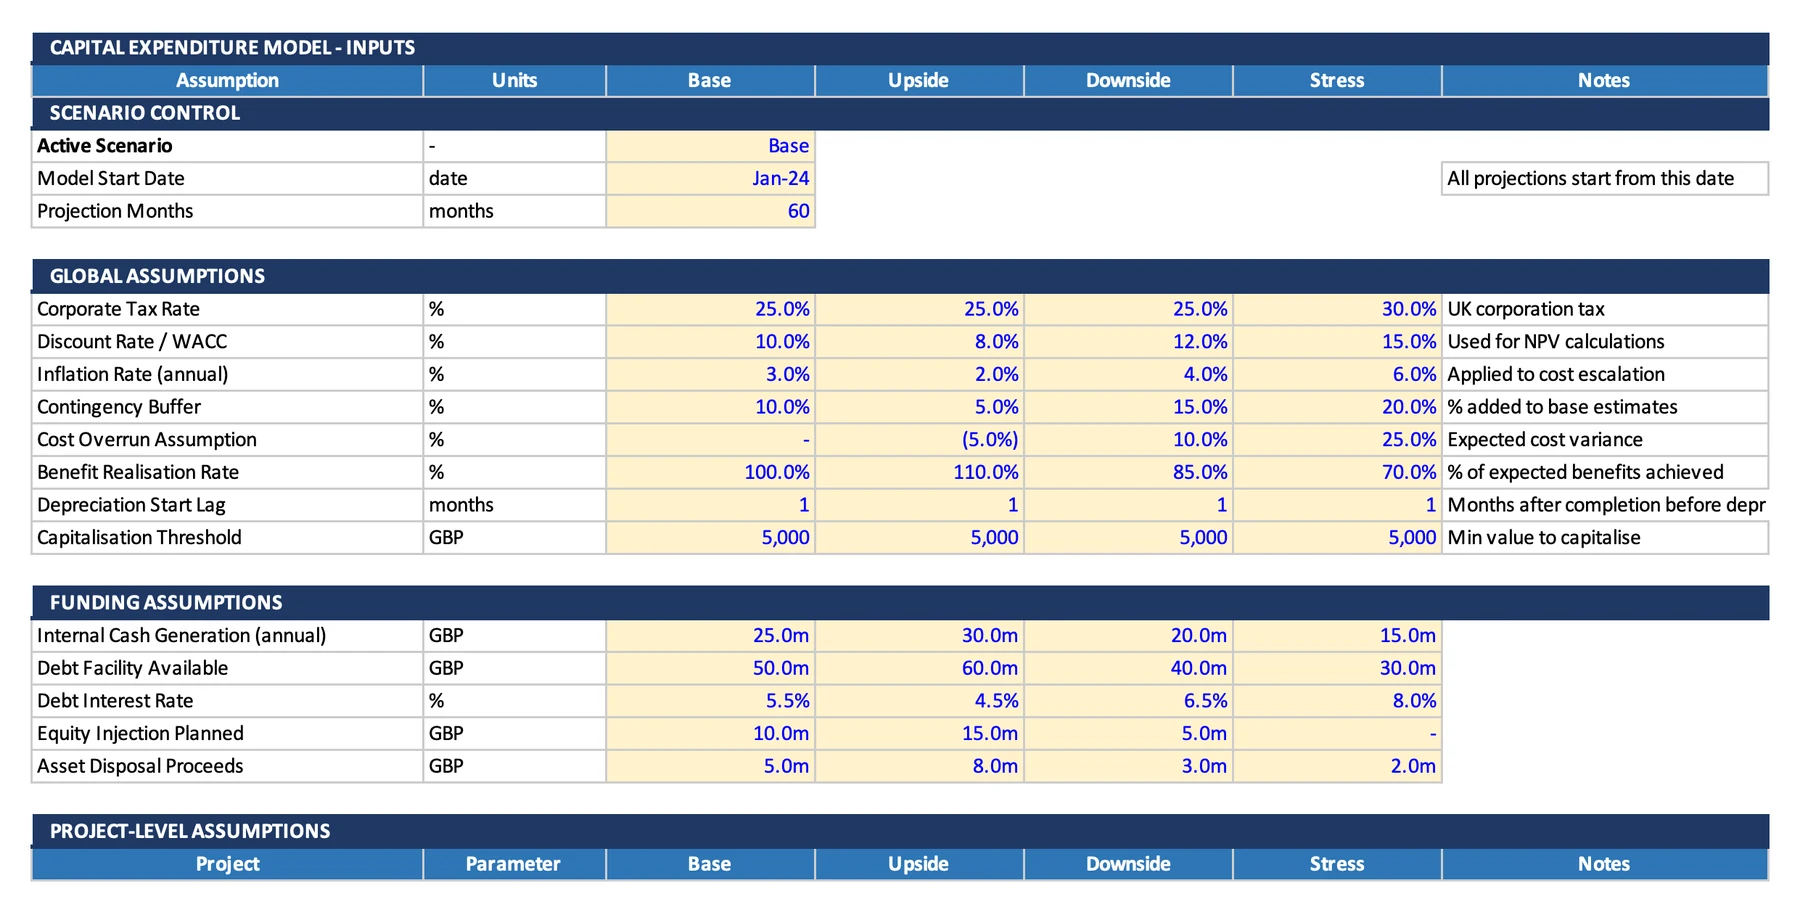 CAPITAL EXPENDITURE MODEL - INPUTS
Assumption Units Base Upside Downside Stress Notes
SCENARIO CONTROL
Active Scenario - Base
Model Start Date date Jan-24 All projections start from this date
Projection Months months 60
GLOBAL ASSUMPTIONS
Corporate Tax Rate % 25.0% 25.0% 25.0% 30.0% UK corporation tax
Discount Rate / WACC % 10.0% 8.0% 12.0% 15.0% Used for NPV calculations
Inflation Rate (annual) % 3.0% 2.0% 4.0% 6.0% Applied to cost escalation
Contingency Buffer % 10.0% 5.0% 15.0% 20.0% % added to base estimates
Cost Overrun Assumption % - (5.0%) 10.0% 25.0% Expected cost variance
Benefit Realisation Rate % 100.0% 110.0% 85.0% 70.0% % of expected benefits achieved
Depreciation Start Lag months 1 1 1 1 Months after completion before depr
Capitalisation Threshold GBP 5,000 5,000 5,000 5,000 Min value to capitalise
FUNDING ASSUMPTIONS
Internal Cash Generation (annual) GBP 25.0m 30.0m 20.0m 15.0m
Debt Facility Available GBP 50.0m 60.0m 40.0m 30.0m
Debt Interest Rate % 5.5% 4.5% 6.5% 8.0%
Equity Injection Planned GBP 10.0m 15.0m 5.0m -
Asset Disposal Proceeds GBP 5.0m 8.0m 3.0m 2.0m
PROJECT-LEVEL ASSUMPTIONS
Project Parameter Base Upside Downside Stress Notes